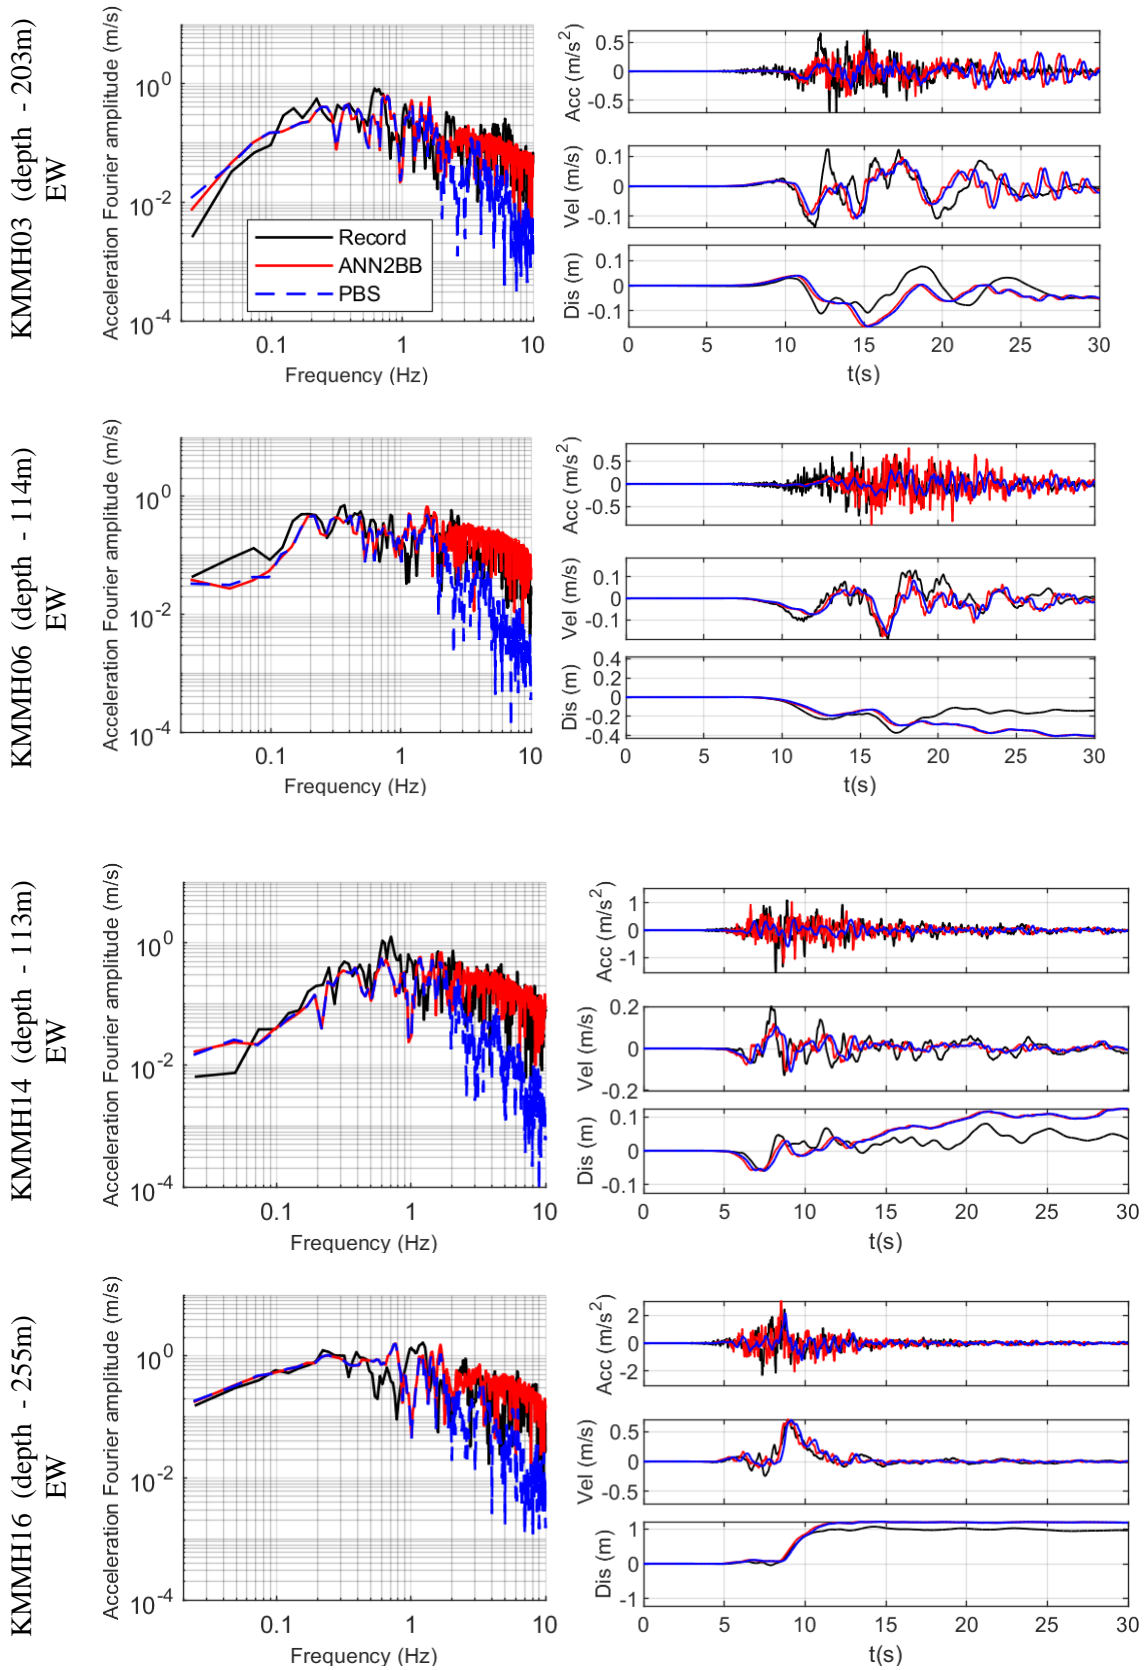 KMMH03 (depth - 203m)
EW
Acceleration Fourier amplitude (m/s)
10^0
10^-2
10^-4
Record
ANN2BB
PBS
0.1 1 10
Frequency (Hz)
Acc (m/s^2)
0.5
0
-0.5
Vel (m/s)
0.1
0
-0.1
Dis (m)
0.1
0
-0.1
0 5 10 15 20 25 30
t(s)
KMMH06 (depth - 114m)
EW
Acceleration Fourier amplitude (m/s)
10^0
10^-2
10^-4
0.1 1 10
Frequency (Hz)
Acc (m/s^2)
0.5
0
-0.5
Vel (m/s)
0.1
0
-0.1
Dis (m)
0.4
0.2
0
-0.2
-0.4
0 5 10 15 20 25 30
t(s)
KMMH14 (depth - 113m)
EW
Acceleration Fourier amplitude (m/s)
10^0
10^-2
10^-4
0.1 1 10
Frequency (Hz)
Acc (m/s^2)
1
0
-1
Vel (m/s)
0.2
0
-0.2
Dis (m)
0.1
0
-0.1
0 5 10 15 20 25 30
t(s)
KMMH16 (depth - 255m)
EW
Acceleration Fourier amplitude (m/s)
10^0
10^-2
10^-4
0.1 1 10
Frequency (Hz)
Acc (m/s^2)
2
0
-2
Vel (m/s)
0.5
0
-0.5
Dis (m)
1
0
-1
0 5 10 15 20 25 30
t(s)